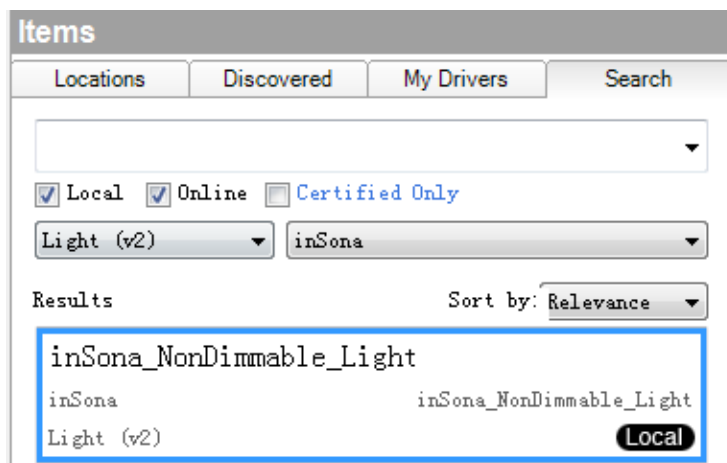 Items
Locations Discovered My Drivers Search
Local Online Certified Only
Light (v2) inSona
Results Sort by: Relevance
inSona_NonDimmable_Light
inSona inSona_NonDimmable_Light
Light (v2) Local